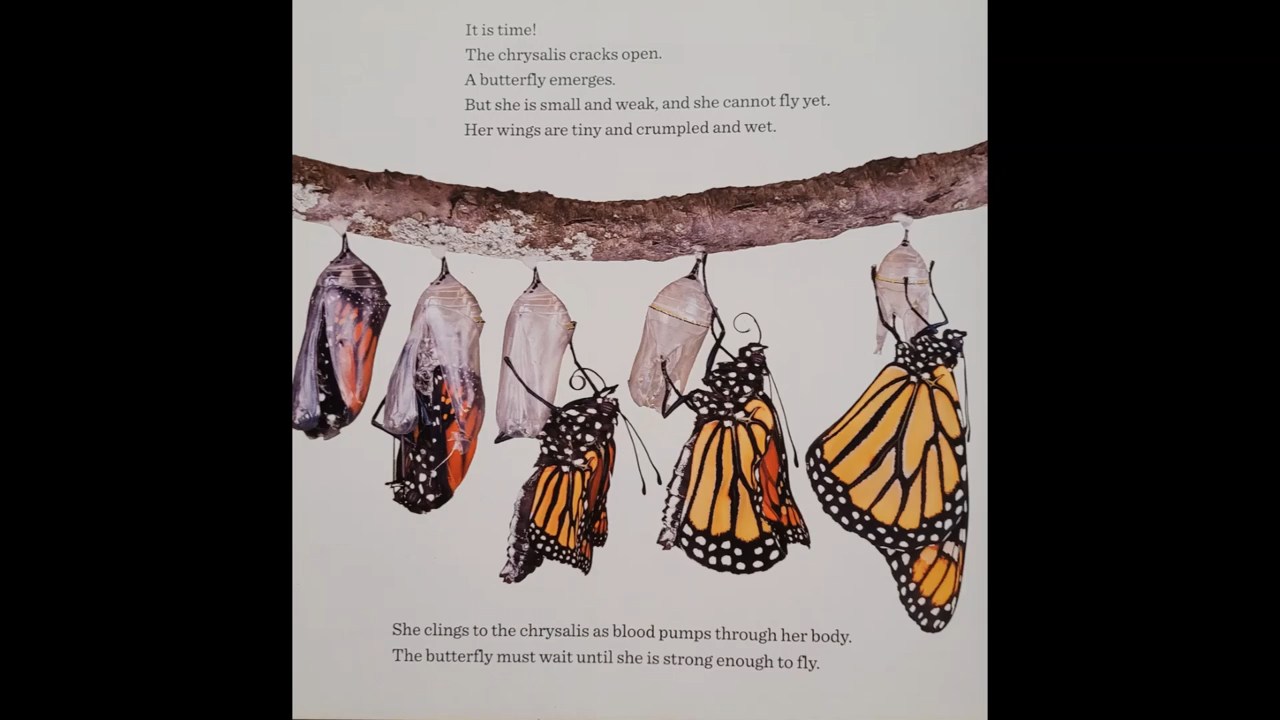 It is time!
The chrysalis cracks open.
A butterfly emerges.
But she is small and weak, and she cannot fly yet.
Her wings are tiny and crumpled and wet.
She clings to the chrysalis as blood pumps through her body.
The butterfly must wait until she is strong enough to fly.